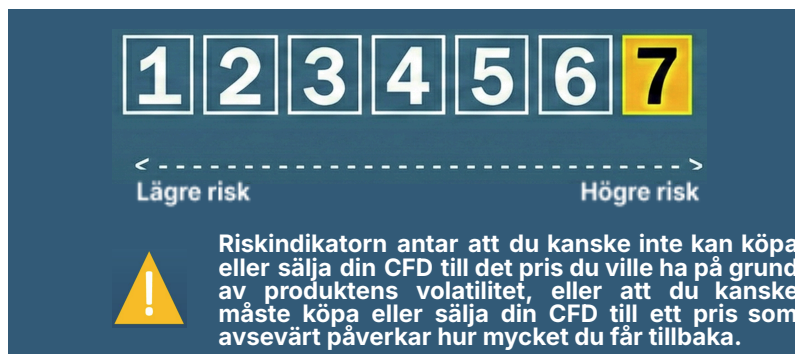 1 2 3 4 5 6 7
Lägre risk Högre risk
Riskindikatorn antar att du kanske inte kan köpa
eller sälja din CFD till det pris du ville ha på grund
av produktens volatilitet, eller att du kanske
måste köpa eller sälja din CFD till ett pris som
avsevärt påverkar hur mycket du får tillbaka.